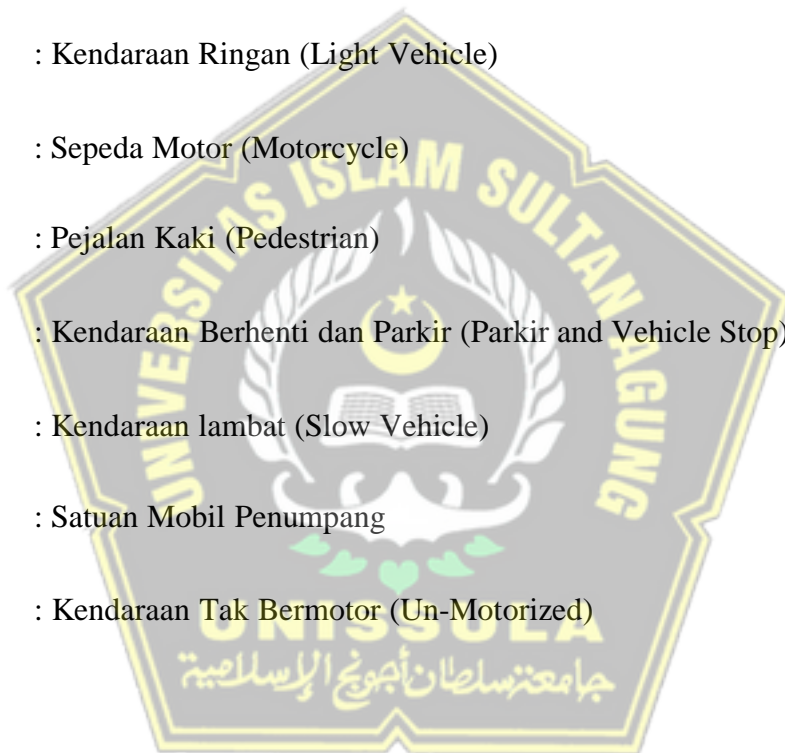 : Kendaraan Ringan (Light Vehicle)
: Sepeda Motor (Motorcycle)
: Pejalan Kaki (Pedestrian)
: Kendaraan Berhenti dan Parkir (Parkir and Vehicle Stop)
: Kendaraan lambat (Slow Vehicle)
: Satuan Mobil Penumpang
: Kendaraan Tak Bermotor (Un-Motorized)
UNIVERSITAS ISLAM SULTAN AGUNG
UNISSULA
جامعة سلطان أجونج الإسلامية